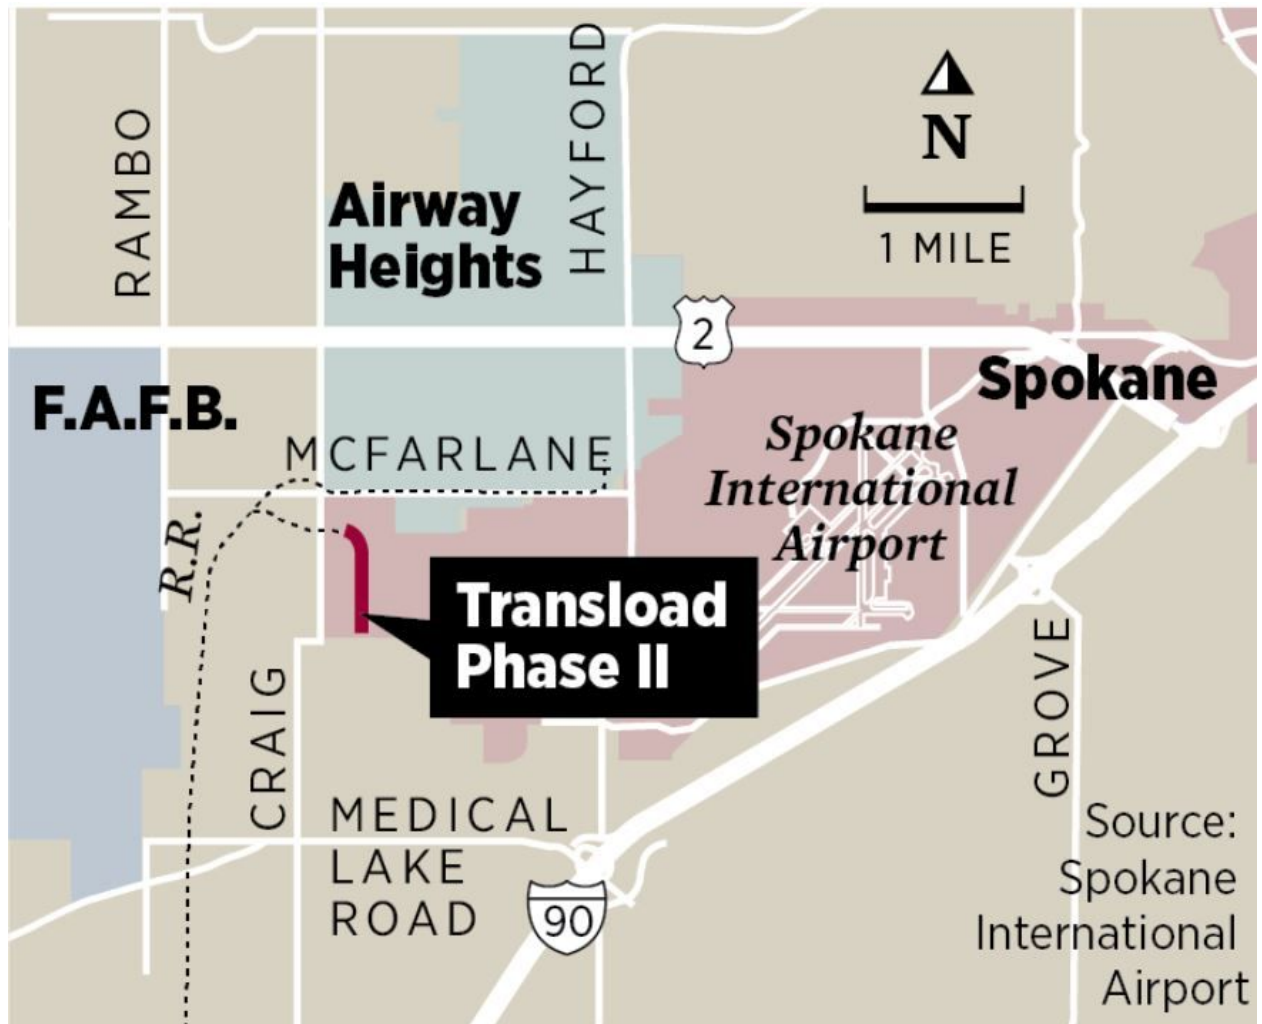 RAMBO
HAYFORD
N
1 MILE
Airway
Heights
2
F.A.F.B.
Spokane
MCFARLANE
Spokane
International
Airport
R.R.
Transload
Phase II
CRAIG
GROVE
MEDICAL
LAKE
ROAD
90
Source:
Spokane
International
Airport